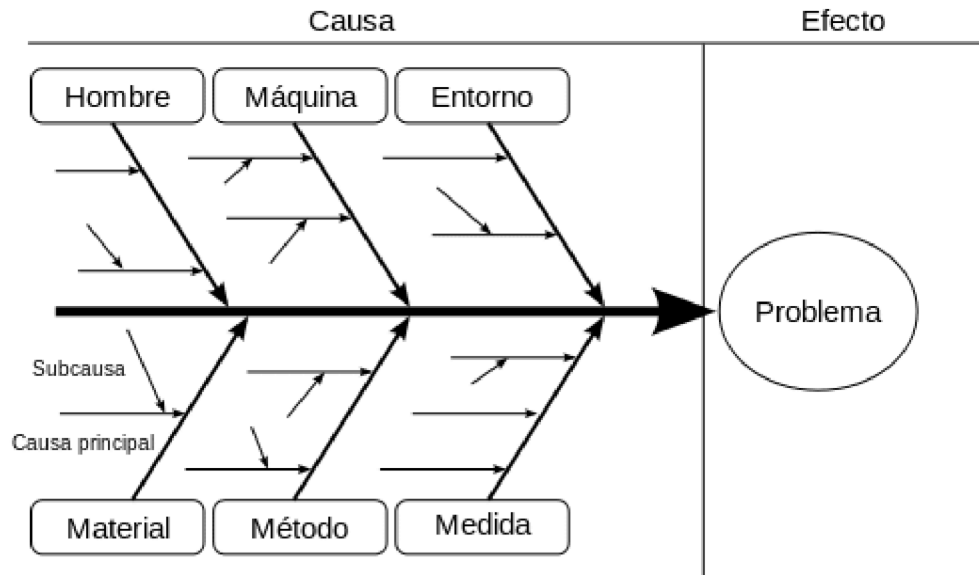 Causa
Efecto
Hombre
Máquina
Entorno
Problema
Subcausa
Causa principal
Material
Método
Medida